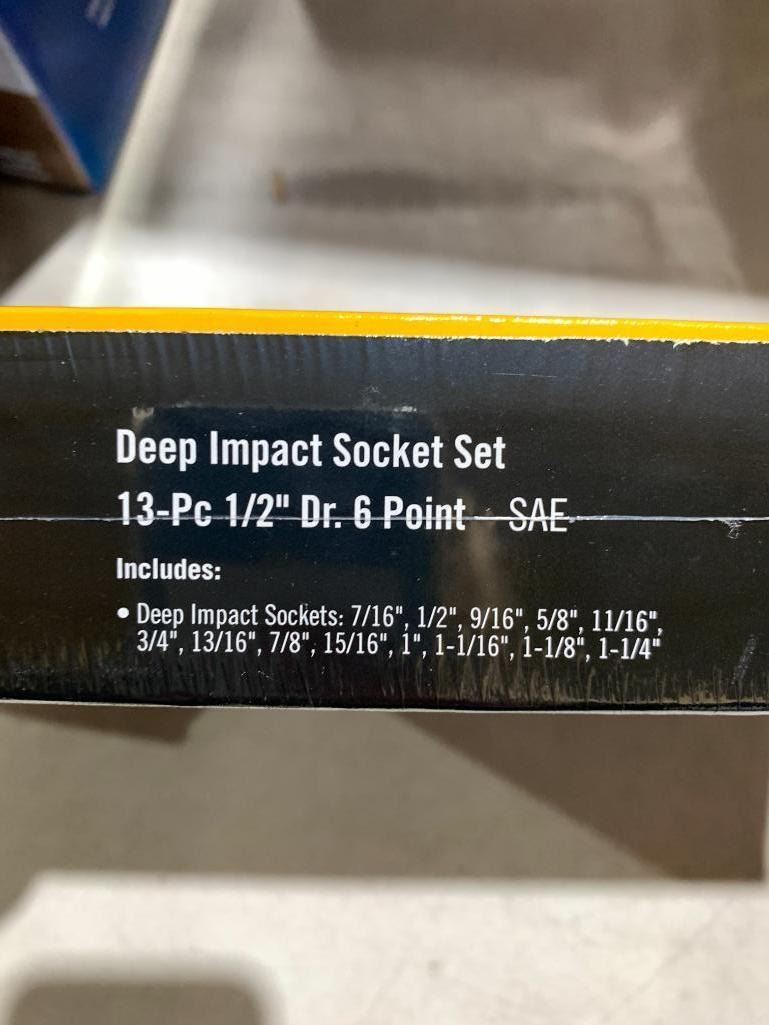 Deep Impact Socket Set
13-Pc 1/2" Dr. 6 Point SAE
Includes:
• Deep Impact Sockets: 7/16", 1/2", 9/16", 5/8", 11/16",
3/4", 13/16", 7/8", 15/16", 1", 1-1/16", 1-1/8", 1-1/4"